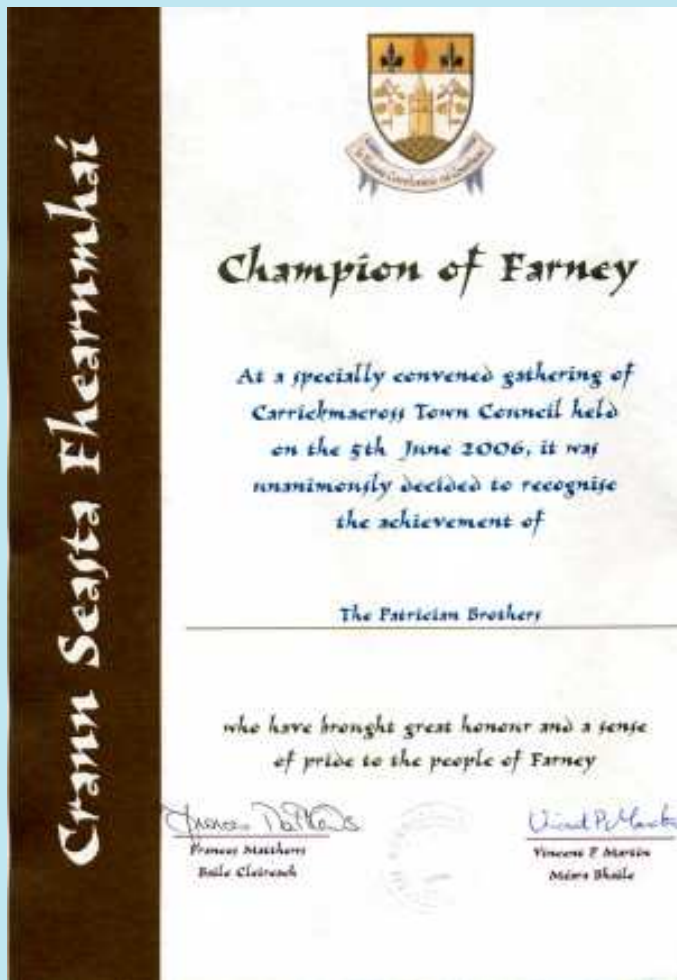 Crann Seasta Fhearnmhaí
Champion of Farney
At a specially convened gathering of
Carrickmacross Town Council held
on the 5th June 2006, it was
unanimously decided to recognise
the achievement of
The Patrician Brothers
who have brought great honour and a sense
of pride to the people of Farney
Frances Matthews
Vincent P Martin
Baile Cleireach
Méara Bhaile